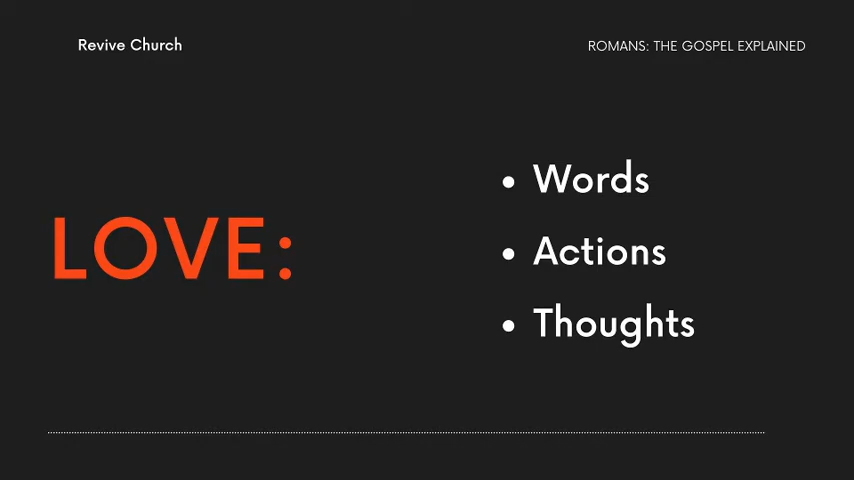 Revive Church
ROMANS: THE GOSPEL EXPLAINED
LOVE:
• Words
• Actions
• Thoughts